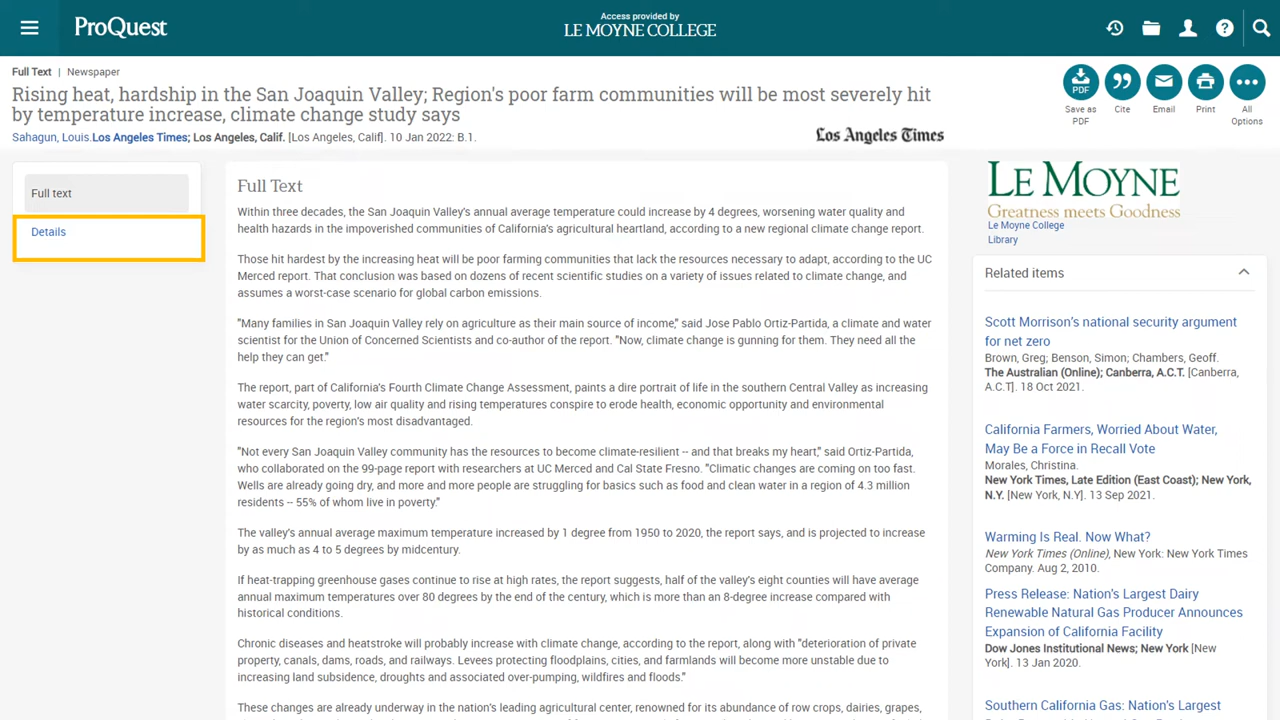 ProQuest
Access provided by
LE MOYNE COLLEGE
Full Text | Newspaper
Rising heat, hardship in the San Joaquin Valley; Region's poor farm communities will be most severely hit
by temperature increase, climate change study says
Sahagun, Louis.Los Angeles Times; Los Angeles, Calif. [Los Angeles, Calif]. 10 Jan 2022: B.1.
Los Angeles Times
PDF
Save as
PDF
Cite
Email
Print
All
Options
Full text
Details
Full Text
Within three decades, the San Joaquin Valley's annual average temperature could increase by 4 degrees, worsening water quality and
health hazards in the impoverished communities of California's agricultural heartland, according to a new regional climate change report.
Those hit hardest by the increasing heat will be poor farming communities that lack the resources necessary to adapt, according to the UC
Merced report. That conclusion was based on dozens of recent scientific studies on a variety of issues related to climate change, and
assumes a worst-case scenario for global carbon emissions.
"Many families in San Joaquin Valley rely on agriculture as their main source of income," said Jose Pablo Ortiz-Partida, a climate and water
scientist for the Union of Concerned Scientists and co-author of the report. "Now, climate change is gunning for them. They need all the
help they can get."
The report, part of California's Fourth Climate Change Assessment, paints a dire portrait of life in the southern Central Valley as increasing
water scarcity, poverty, low air quality and rising temperatures conspire to erode health, economic opportunity and environmental
resources for the region's most disadvantaged.
"Not every San Joaquin Valley community has the resources to become climate-resilient -- and that breaks my heart," said Ortiz-Partida,
who collaborated on the 99-page report with researchers at UC Merced and Cal State Fresno. "Climatic changes are coming on too fast.
Wells are already going dry, and more and more people are struggling for basics such as food and clean water in a region of 4.3 million
residents -- 55% of whom live in poverty."
The valley's annual average maximum temperature increased by 1 degree from 1950 to 2020, the report says, and is projected to increase
by as much as 4 to 5 degrees by midcentury.
If heat-trapping greenhouse gases continue to rise at high rates, the report suggests, half of the valley's eight counties will have average
annual maximum temperatures over 80 degrees by the end of the century, which is more than an 8-degree increase compared with
historical conditions.
Chronic diseases and heatstroke will probably increase with climate change, according to the report, along with "deterioration of private
property, canals, dams, roads, and railways. Levees protecting floodplains, cities, and farmlands will become more unstable due to
increasing land subsidence, droughts and associated over-pumping, wildfires and floods."
These changes are already underway in the nation's leading agricultural center, renowned for its abundance of row crops, dairies, grapes,
LE MOYNE
Greatness meets Goodness
Le Moyne College
Library
Related items
Scott Morrison's national security argument
for net zero
Brown, Greg; Benson, Simon; Chambers, Geoff.
The Australian (Online); Canberra, A.C.T. [Canberra,
A.C.T]. 18 Oct 2021.
California Farmers, Worried About Water,
May Be a Force in Recall Vote
Morales, Christina.
New York Times, Late Edition (East Coast); New York,
N.Y. [New York, N.Y]. 13 Sep 2021.
Warming Is Real. Now What?
New York Times (Online), New York: New York Times
Company. Aug 2, 2010.
Press Release: Nation's Largest Dairy
Renewable Natural Gas Producer Announces
Expansion of California Facility
Dow Jones Institutional News; New York [New
York]. 13 Jan 2020.
Southern California Gas: Nation's Largest